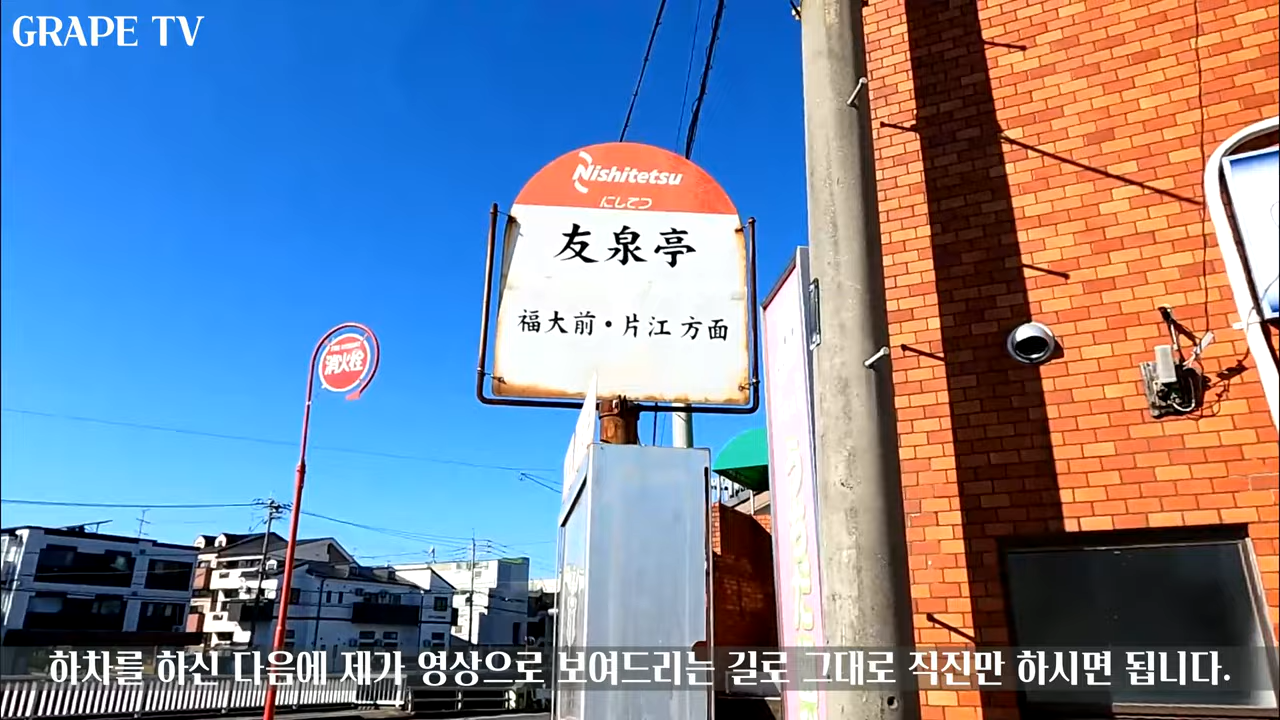 GRAPE TV
Nishitetsu
にしてつ
友泉亭
福大前・片江方面
消火栓
하차를 하신 다음에 제가 영상으로 보여드리는 길로 그대로 직진만 하시면 됩니다.